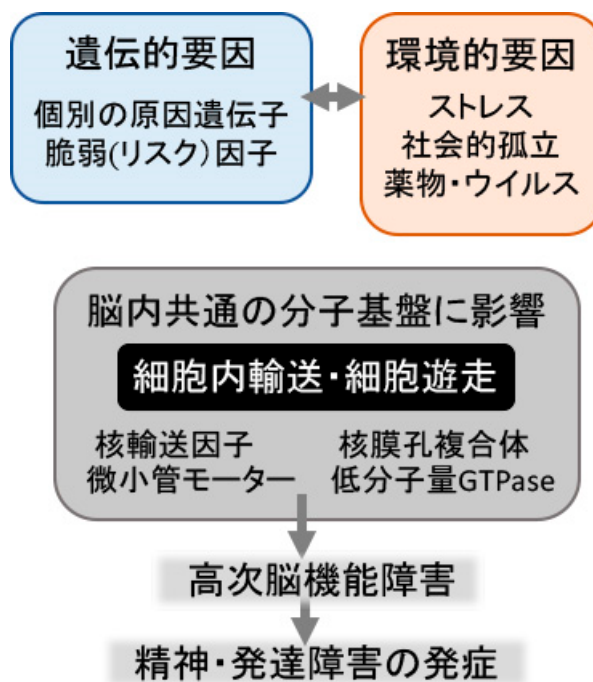 遺伝的要因
個別の原因遺伝子
脆弱(リスク)因子
環境的要因
ストレス
社会的孤立
薬物・ウイルス
脳内共通の分子基盤に影響
細胞内輸送・細胞遊走
核輸送因子
微小管モーター
核膜孔複合体
低分子量GTPase
高次脳機能障害
精神・発達障害の発症